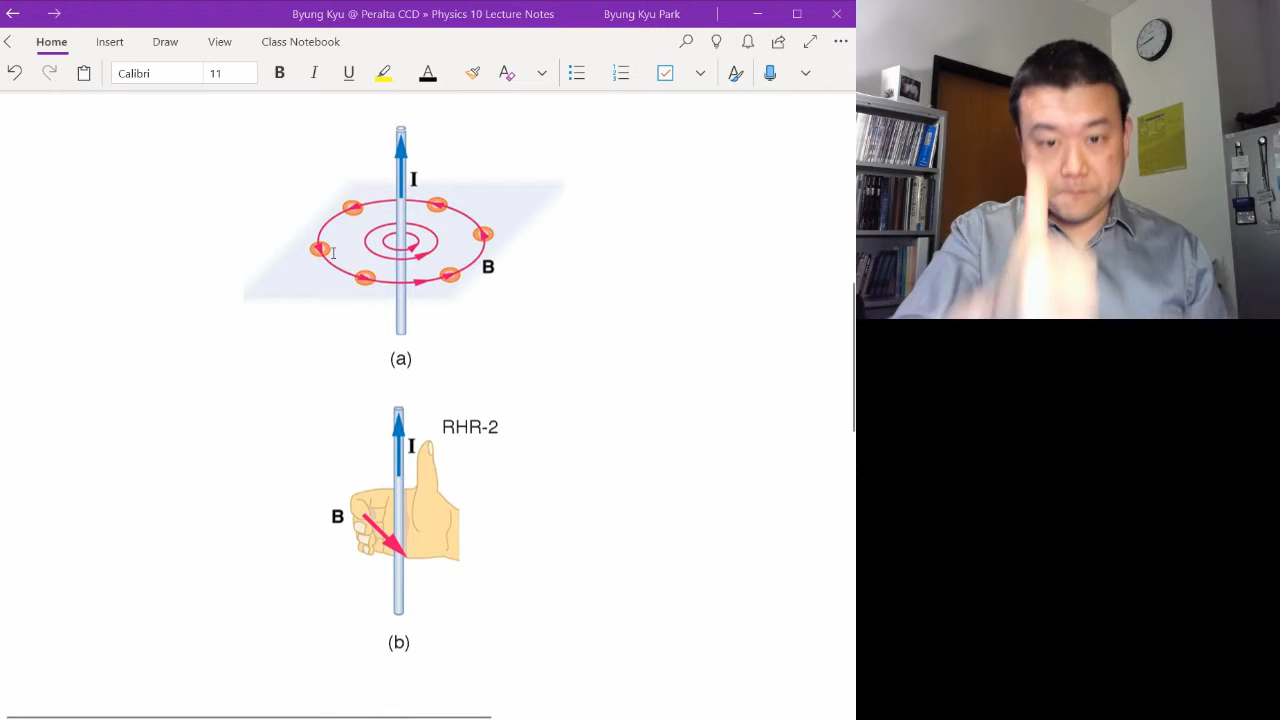 Byung Kyu @ Peralta CCD » Physics 10 Lecture Notes
Byung Kyu Park
Home
Insert
Draw
View
Class Notebook
Calibri
11
B
I
U
A
I
B
(a)
RHR-2
I
B
(b)